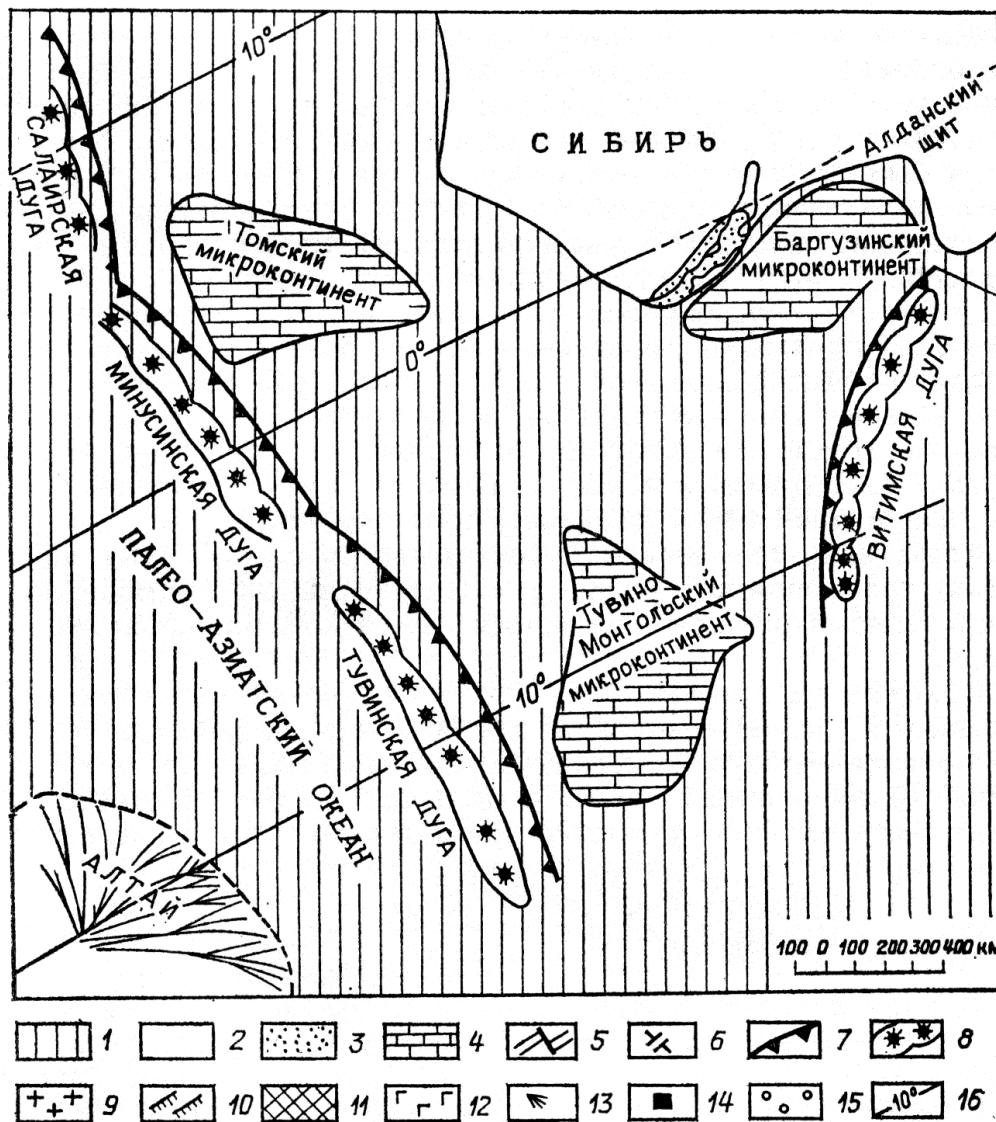 10°
САЛАИРСКАЯ
ДУГА
СИБИРЬ
Алданский
щит
Томский
микроконтинент
Баргузинский
микроконтинент
0°
МИНУСИНСКАЯ ДУГА
ВИТИМСКАЯ ДУГА
ПАЛЕО-АЗИАТСКИЙ ОКЕАН
Тувино
Монгольский
микроконтинент
10°
ТУВИНСКАЯ ДУГА
АЛТАЙ
100 0 100 200 300 400 км
1 2 3 4 5 6 7 8
9 10 11 12 13 14 15 10° 16